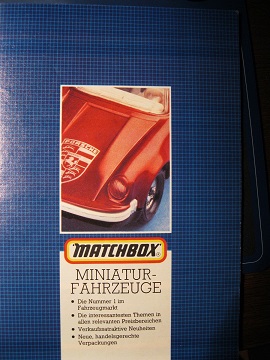 PORSCHE
MATCHBOX®
MINIATUR-
FAHRZEUGE
• Die Nummer 1 im
Fahrzeugmarkt
• Die interessantesten Themen in
allen relevanten Preisbereichen
• Verkaufsattraktive Neuheiten
• Neue, handelsgerechte
Verpackungen